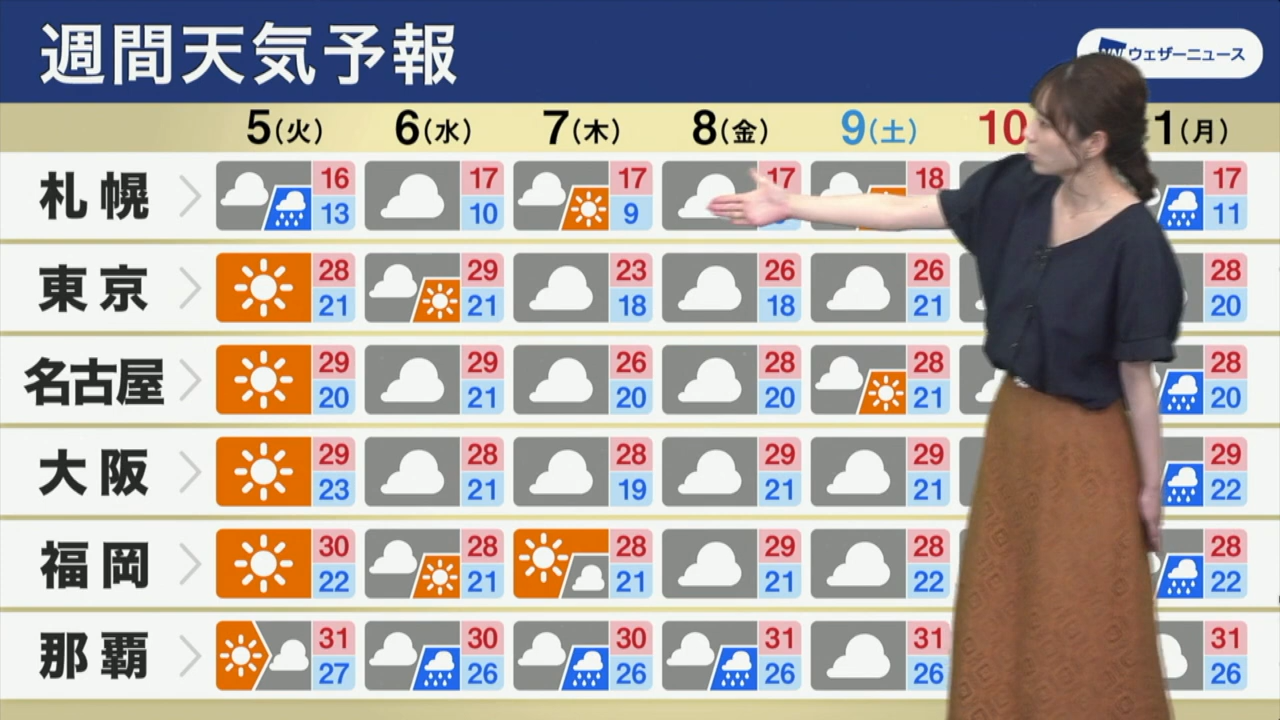 週間天気予報
ウェザーニュース
5(火) 6(水) 7(木) 8(金) 9(土) 10 1(月)
札幌 16 13 17 10 17 9 17 18 17 11
東京 28 21 29 21 23 18 26 18 26 21 28 20
名古屋 29 20 29 21 26 20 28 20 28 21 28 20
大阪 29 23 28 21 28 19 29 21 29 21 29 22
福岡 30 22 28 21 28 21 29 21 28 22 28 22
那覇 31 27 30 26 30 26 31 26 31 26 31 26